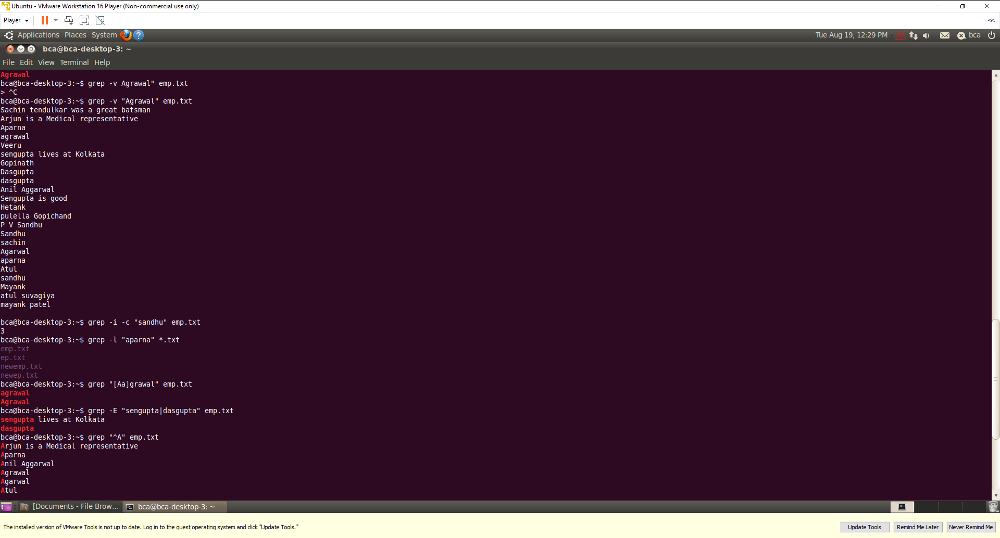 Ubuntu - VMware Workstation 16 Player (Non-commercial use only)
Player
Applications Places System
Tue Aug 19, 12:29 PM bca
bca@bca-desktop-3: ~
File Edit View Terminal Help
Agrawal
bca@bca-desktop-3:~$ grep -v Agrawal" emp.txt
> ^C
bca@bca-desktop-3:~$ grep -v "Agrawal" emp.txt
Sachin tendulkar was a great batsman
Arjun is a Medical representative
Aparna
agrawal
Veeru
sengupta lives at Kolkata
Gopinath
Dasgupta
dasgupta
Anil Aggarwal
Sengupta is good
Hetank
pulella Gopichand
P V Sandhu
Sandhu
sachin
Agarwal
aparna
Atul
sandhu
Mayank
atul suvagiya
mayank patel
bca@bca-desktop-3:~$ grep -i -c "sandhu" emp.txt
3
bca@bca-desktop-3:~$ grep -l "aparna" *.txt
emp.txt
ep.txt
newemp.txt
newep.txt
bca@bca-desktop-3:~$ grep "[Aa]grawal" emp.txt
agrawal
Agrawal
bca@bca-desktop-3:~$ grep -E "sengupta|dasgupta" emp.txt
sengupta lives at Kolkata
dasgupta
bca@bca-desktop-3:~$ grep "^A" emp.txt
Arjun is a Medical representative
Aparna
Anil Aggarwal
Agrawal
Agarwal
Atul
[Documents - File Brow... bca@bca-desktop-3: ~
The installed version of VMware Tools is not up to date. Log in to the guest operating system and click "Update Tools." Update Tools Remind Me Later Never Remind Me